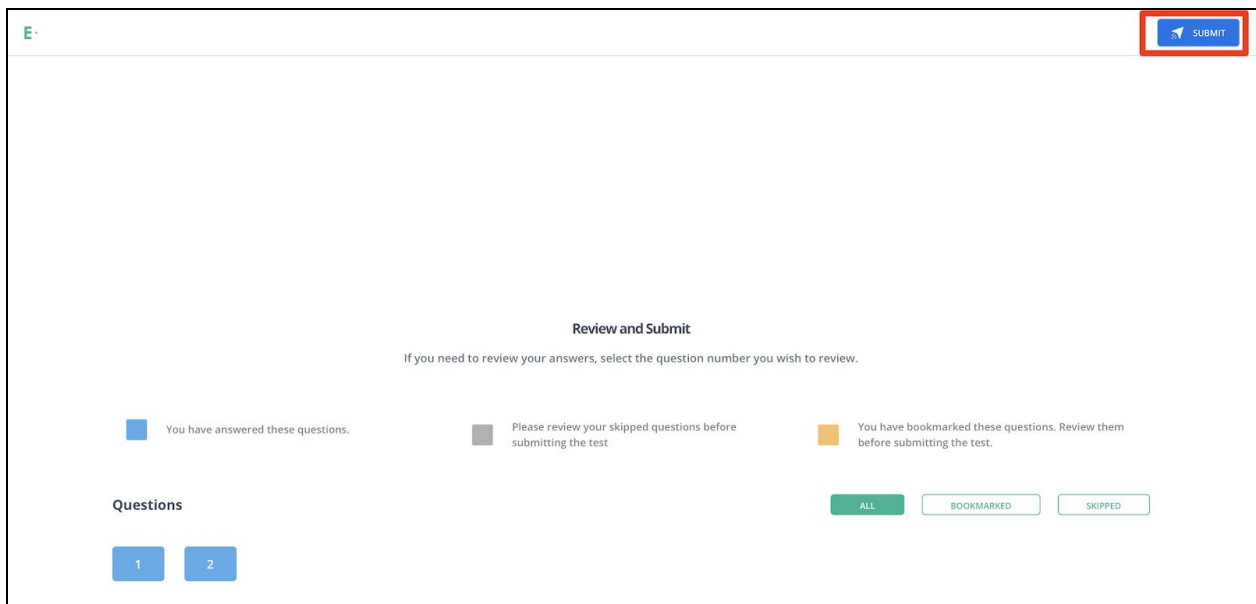 E·
SUBMIT
Review and Submit
If you need to review your answers, select the question number you wish to review.
You have answered these questions.
Please review your skipped questions before
submitting the test
You have bookmarked these questions. Review them
before submitting the test.
Questions
ALL
BOOKMARKED
SKIPPED
1
2